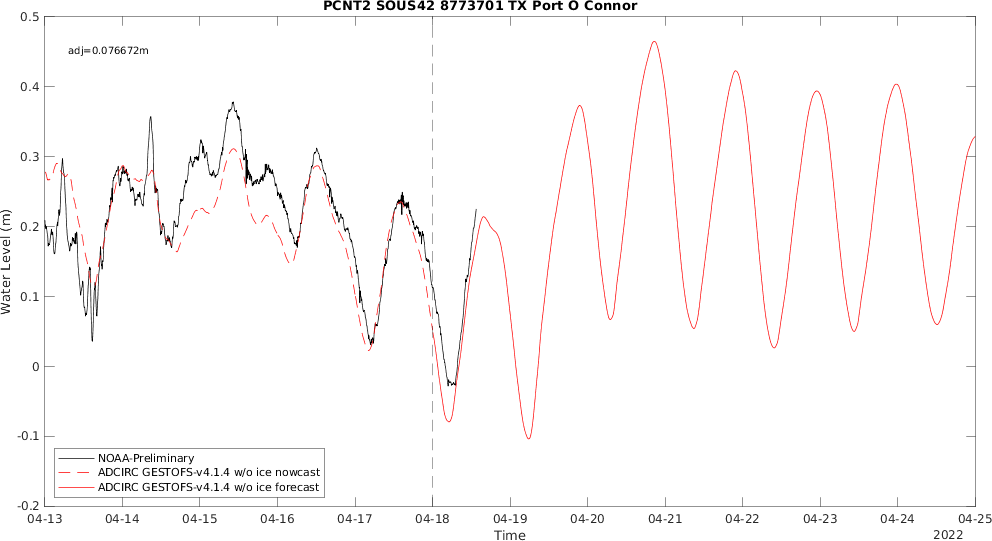 PCNT2 SOUS42 8773701 TX Port O Connor
adj=0.076672m
Water Level (m)
0.5
0.4
0.3
0.2
0.1
0
-0.1
-0.2
NOAA-Preliminary
ADCIRC GESTOFS-v4.1.4 w/o ice nowcast
ADCIRC GESTOFS-v4.1.4 w/o ice forecast
04-13 04-14 04-15 04-16 04-17 04-18 04-19 04-20 04-21 04-22 04-23 04-24 04-25
Time
2022